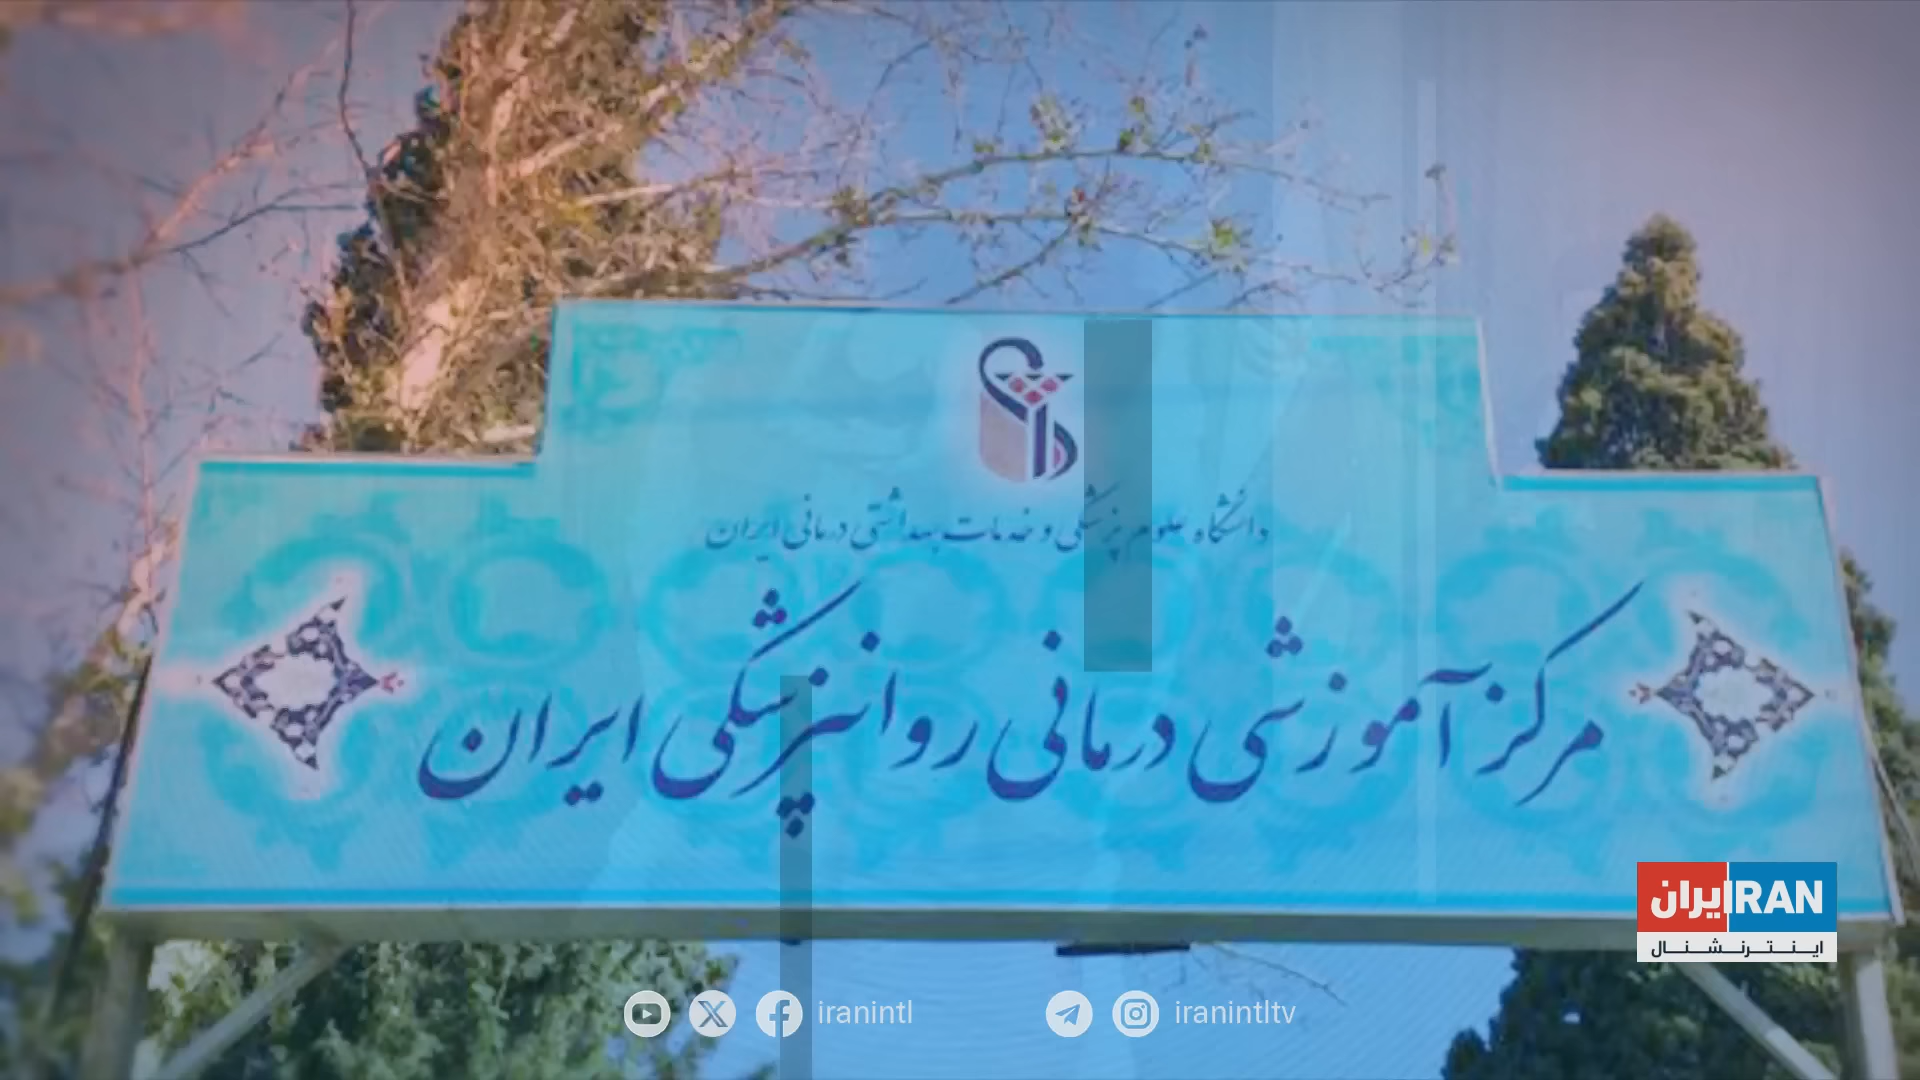 دانشگاه علوم پزشکی و خدمات بهداشتی درمانی ایران
مرکز آموزشی درمانی روانپزشکی ایران
ایران IRAN
اینترنشنال
iranintl
iranintltv